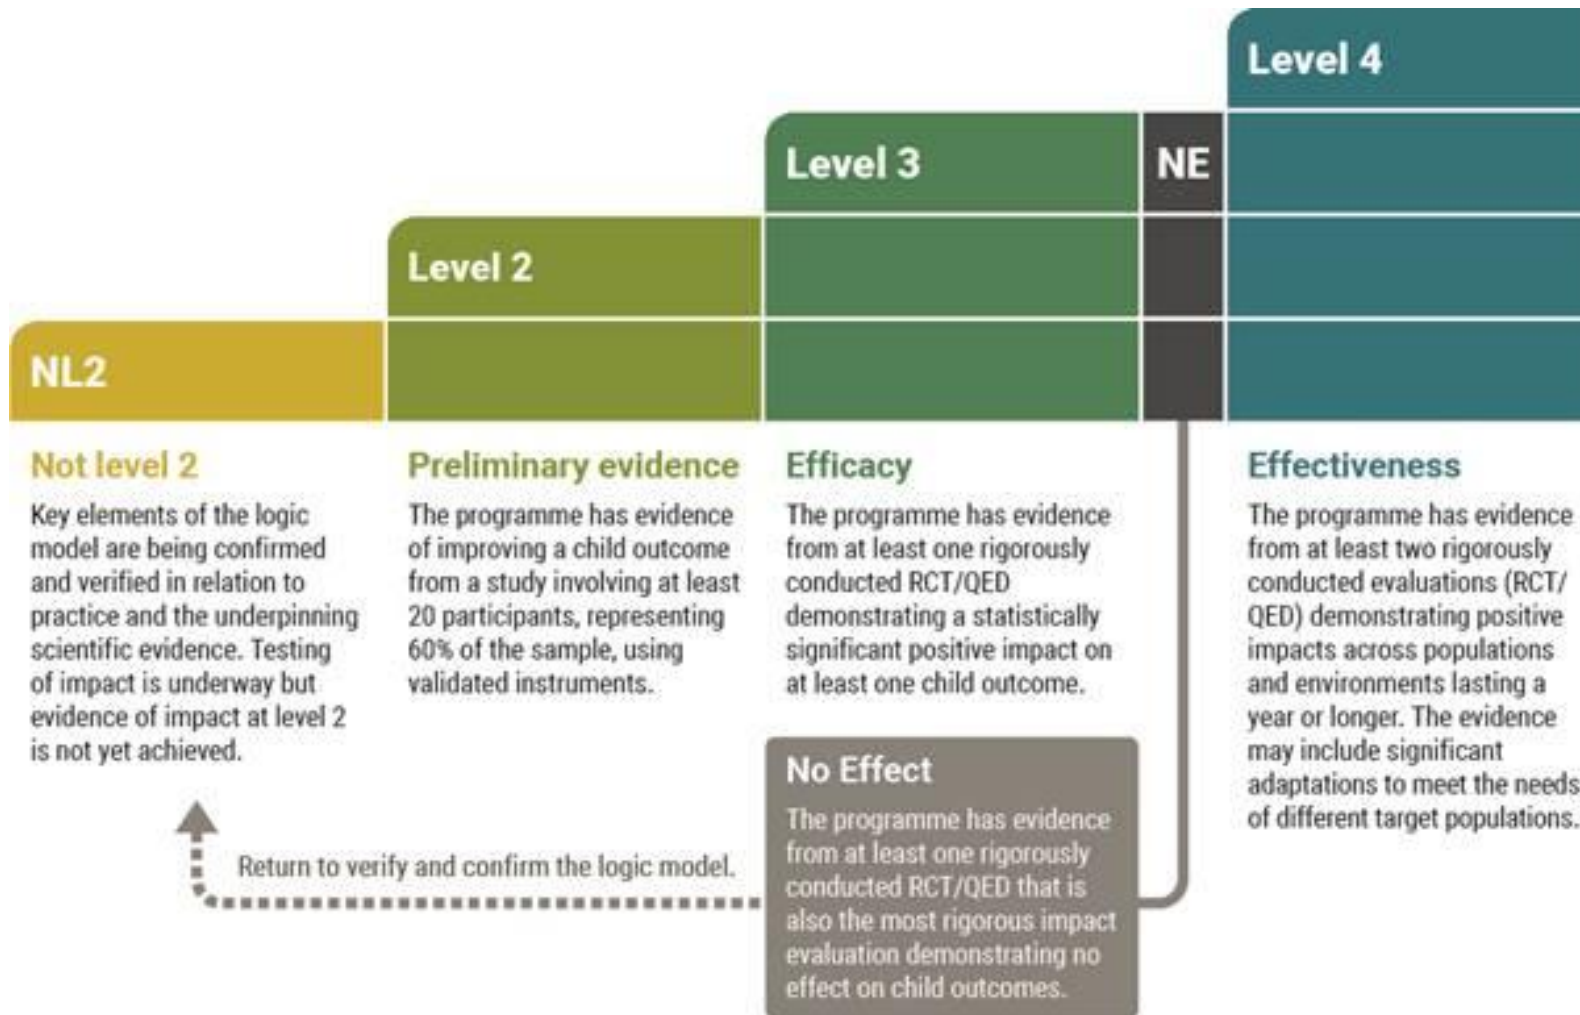 NL2
Not level 2
Key elements of the logic
model are being confirmed
and verified in relation to
practice and the underpinning
scientific evidence. Testing
of impact is underway but
evidence of impact at level 2
is not yet achieved.
Level 2
Preliminary evidence
The programme has evidence
of improving a child outcome
from a study involving at least
20 participants, representing
60% of the sample, using
validated instruments.
Level 3
Efficacy
The programme has evidence
from at least one rigorously
conducted RCT/QED
demonstrating a statistically
significant positive impact on
at least one child outcome.
NE
No Effect
The programme has evidence
from at least one rigorously
conducted RCT/QED that is
also the most rigorous impact
evaluation demonstrating no
effect on child outcomes.
Return to verify and confirm the logic model.
Level 4
Effectiveness
The programme has evidence
from at least two rigorously
conducted evaluations (RCT/
QED) demonstrating positive
impacts across populations
and environments lasting a
year or longer. The evidence
may include significant
adaptations to meet the needs
of different target populations.